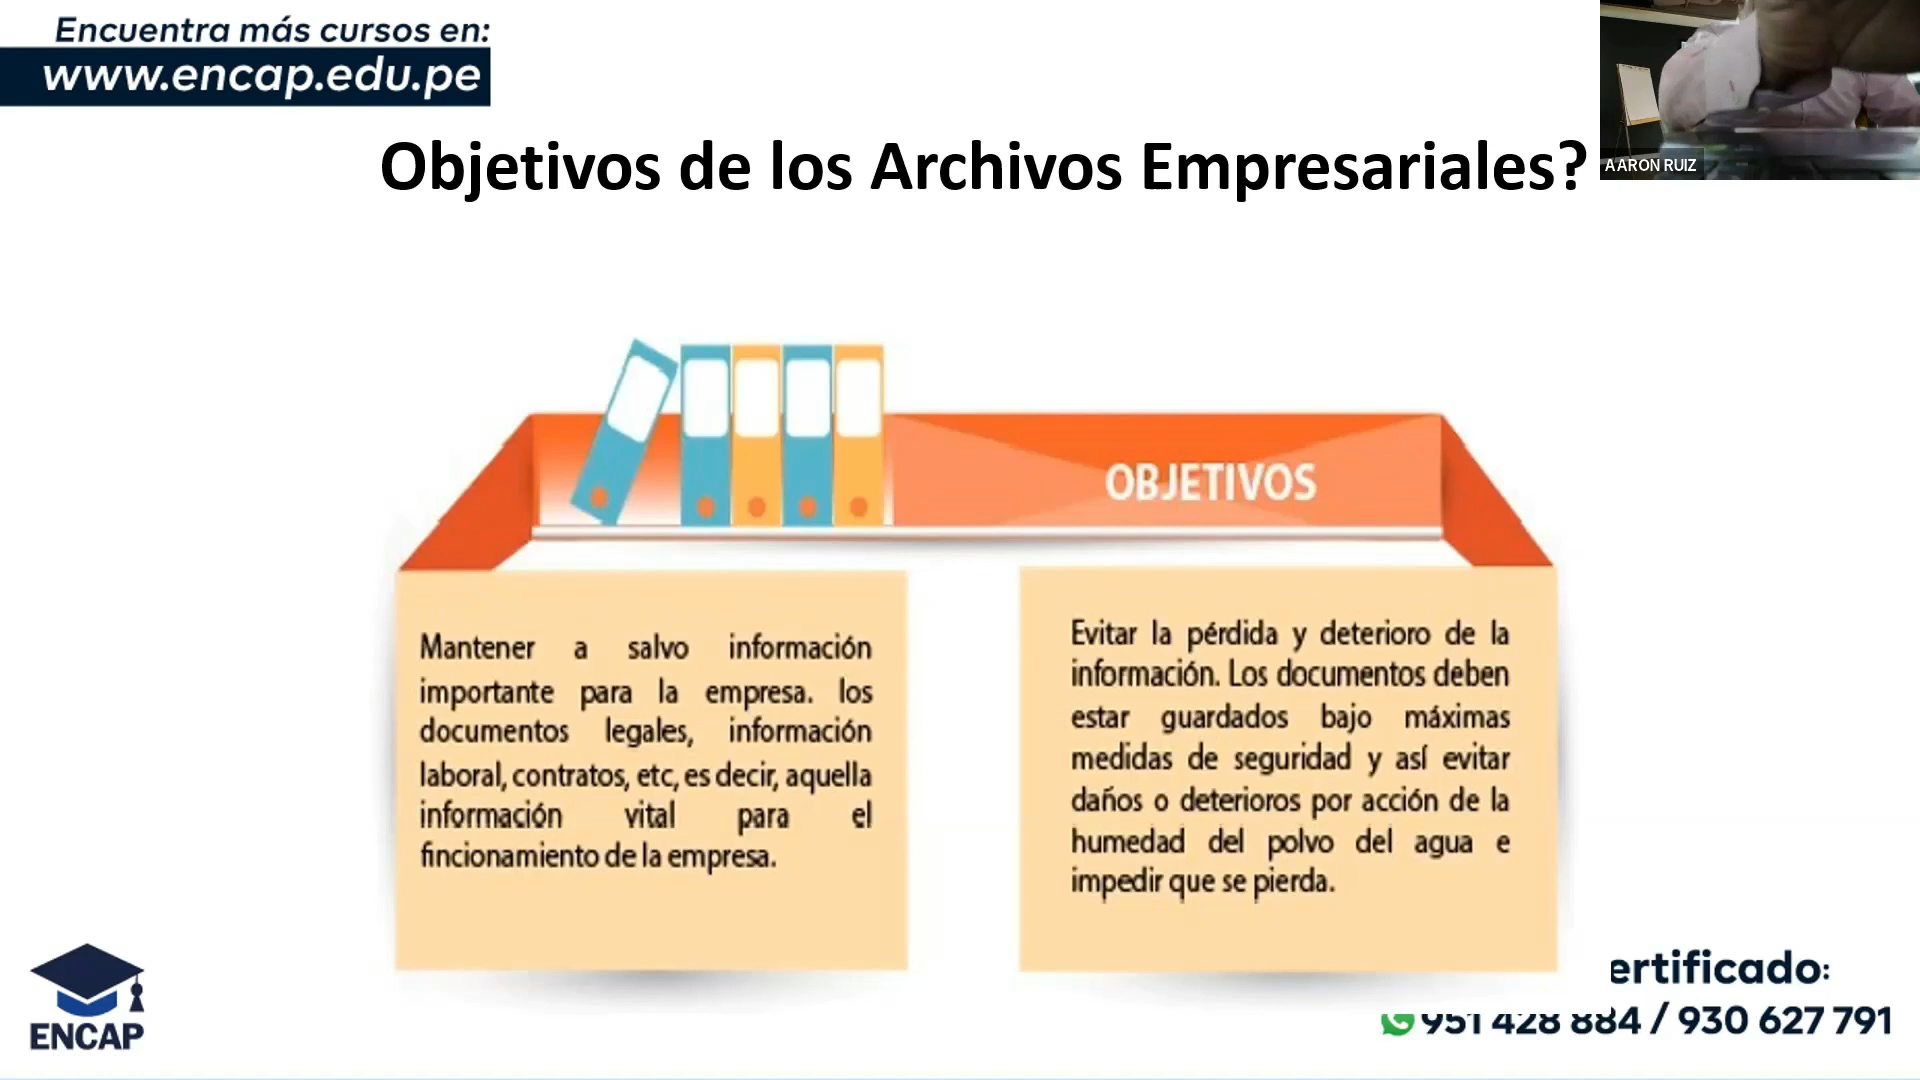 Encuentra más cursos en:
www.encap.edu.pe
AARON RUIZ
Objetivos de los Archivos Empresariales?
OBJETIVOS
Mantener a salvo información
importante para la empresa. los
documentos legales, información
laboral, contratos, etc, es decir, aquella
información vital para el
fincionamiento de la empresa.
Evitar la pérdida y deterioro de la
información. Los documentos deben
estar guardados bajo máximas
medidas de seguridad y así evitar
daños o deterioros por acción de la
humedad del polvo del agua e
impedir que se pierda.
ENCAP
ertificado:
951 428 884 / 930 627 791